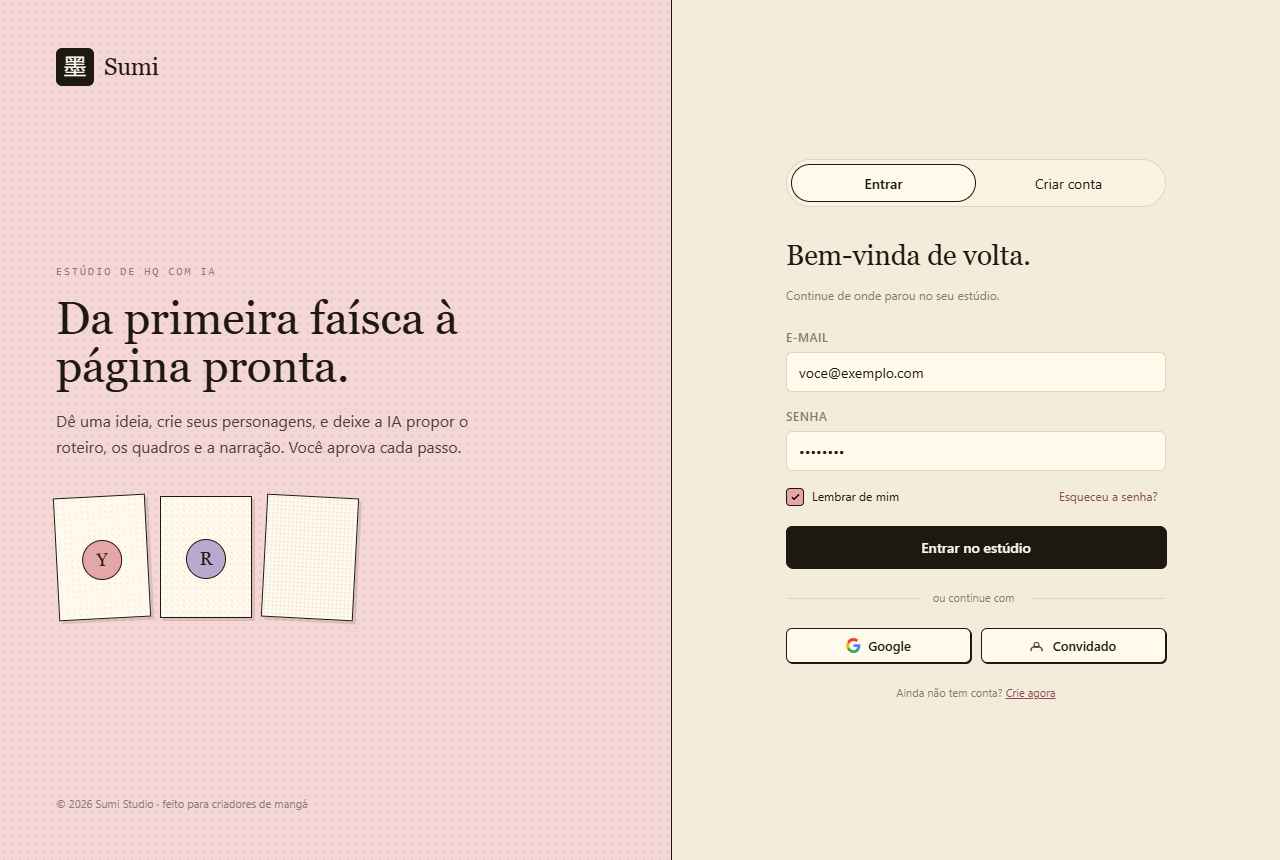 墨 Sumi
ESTÚDIO DE HQ COM IA
Da primeira faísca à
página pronta.
Dê uma ideia, crie seus personagens, e deixe a IA propor o
roteiro, os quadros e a narração. Você aprova cada passo.
Y
R
© 2026 Sumi Studio · feito para criadores de mangá
Entrar
Criar conta
Bem-vinda de volta.
Continue de onde parou no seu estúdio.
E-MAIL
voce@exemplo.com
SENHA
••••••••
Lembrar de mim
Esqueceu a senha?
Entrar no estúdio
ou continue com
Google
Convidado
Ainda não tem conta? Crie agora